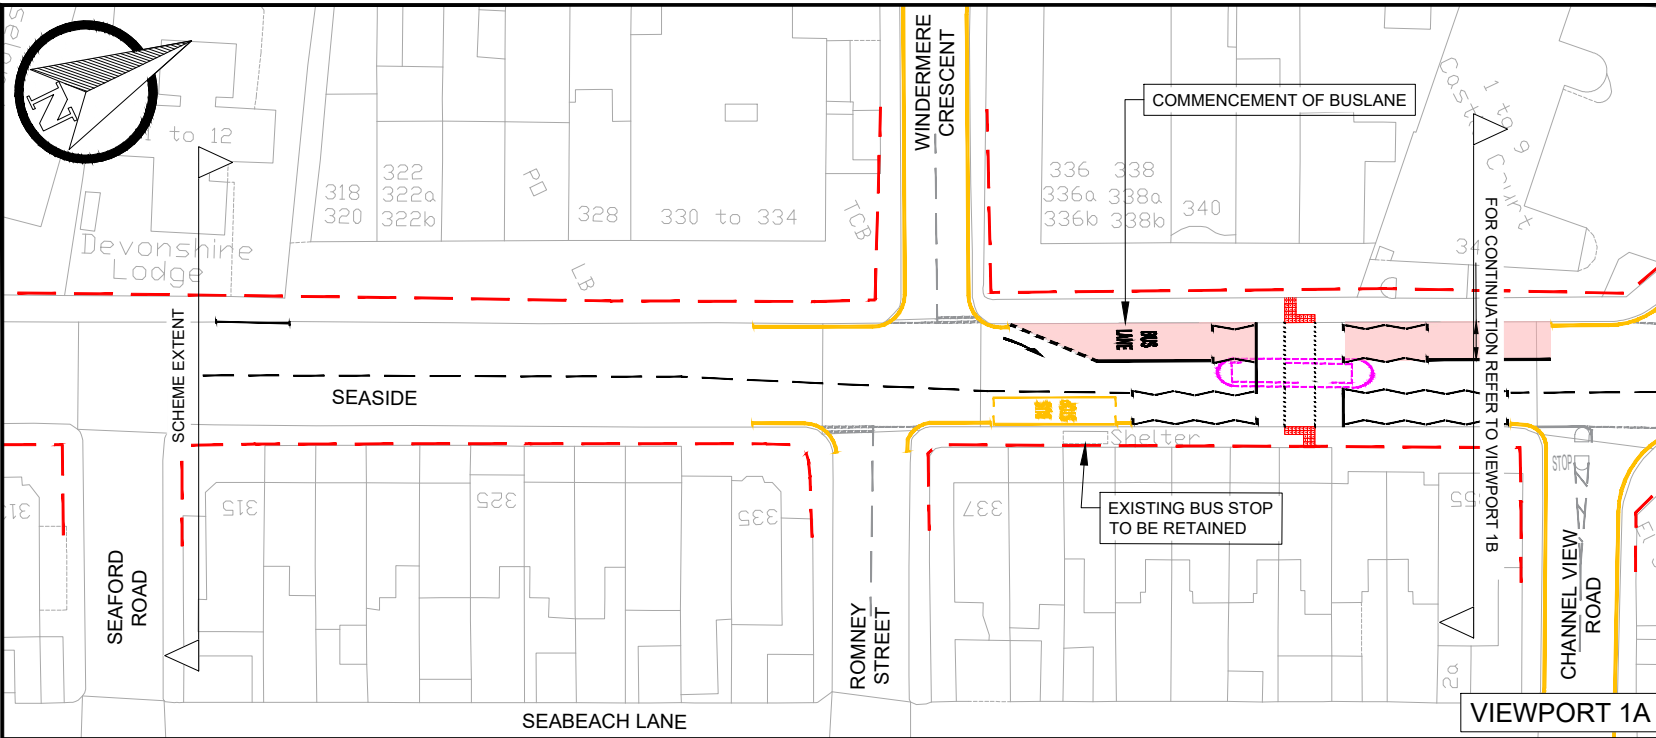 N
1 to 12
Devonshire
Lodge
318
320
322
322a
322b
PO
328
330 to 334
TCB
LB
WINDERMERE
CRESCENT
COMMENCEMENT OF BUSLANE
336
336a
336b
338
338a
338b
340
34
1 to 9
Court
FOR CONTINUATION REFER TO VIEWPORT 1B
SCHEME EXTENT
SEASIDE
BUS
LANE
BUS
STOP
Shelter
EXISTING BUS STOP
TO BE RETAINED
STOP
315
325
335
337
SEAFORD
ROAD
ROMNEY
STREET
CHANNEL VIEW
ROAD
2a
SEABEACH LANE
VIEWPORT 1A